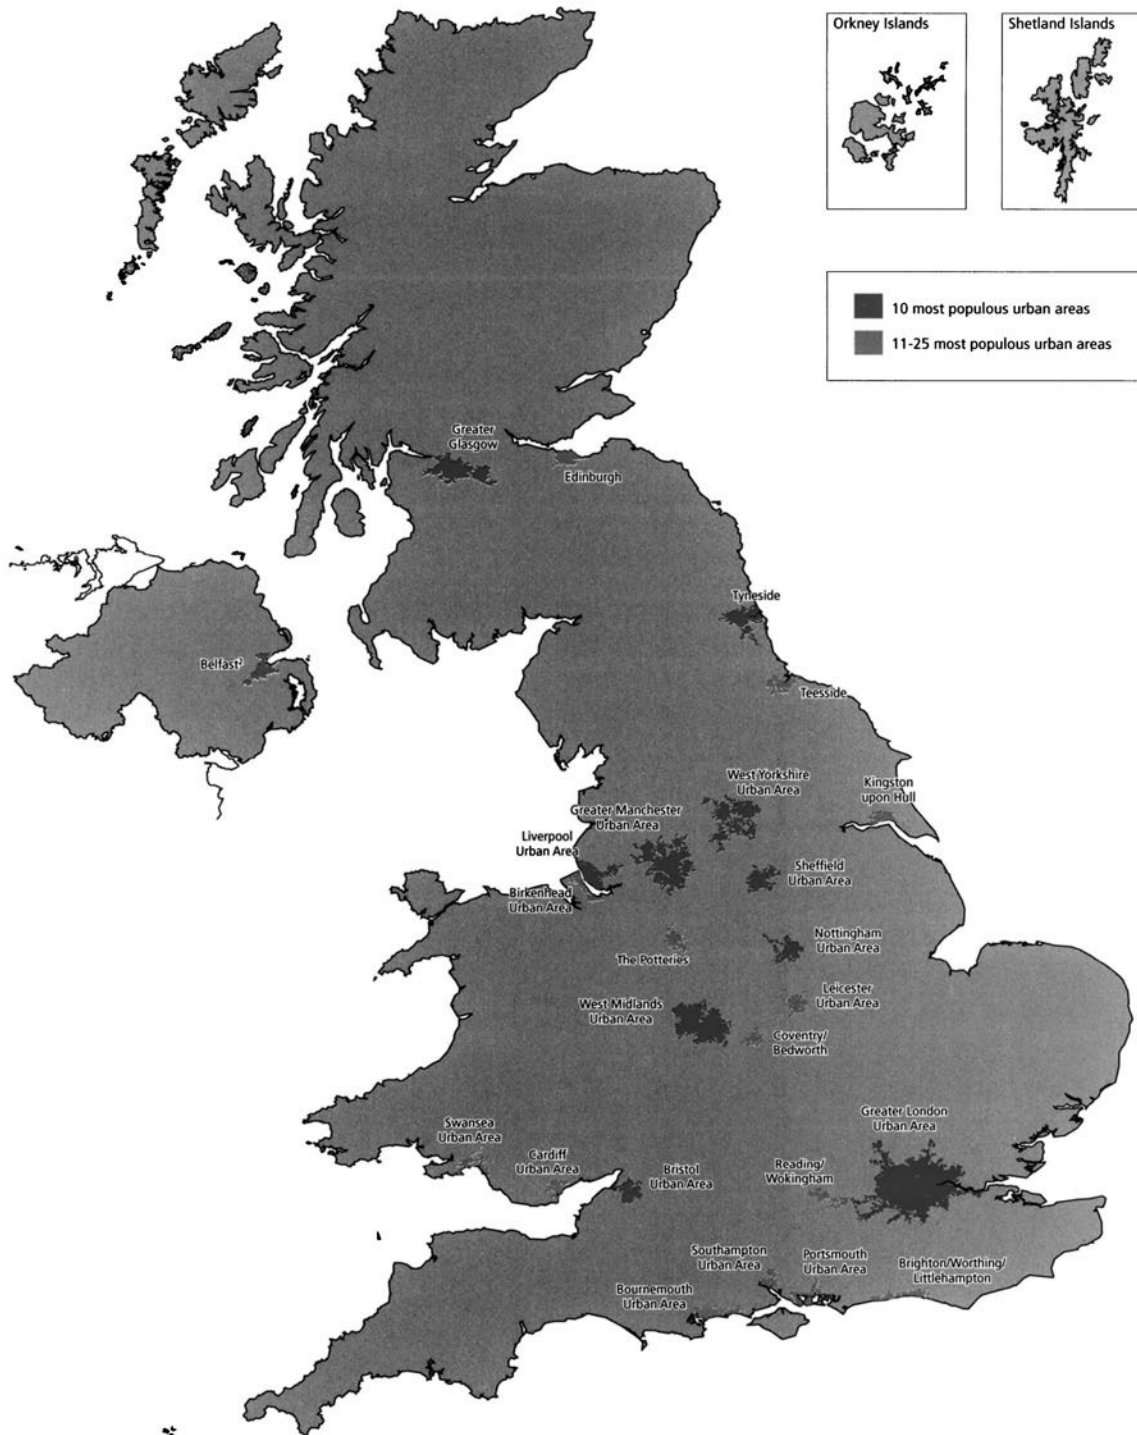 Orkney Islands
Shetland Islands
10 most populous urban areas
11-25 most populous urban areas
Greater
Glasgow
Edinburgh
Tyneside
Belfast²
Teesside
West Yorkshire
Urban Area
Kingston
upon Hull
Greater Manchester
Urban Area
Liverpool
Urban Area
Sheffield
Urban Area
Birkenhead
Urban Area
Nottingham
Urban Area
The Potteries
Leicester
Urban Area
West Midlands
Urban Area
Coventry/
Bedworth
Greater London
Urban Area
Swansea
Urban Area
Cardiff
Urban Area
Bristol
Urban Area
Reading/
Wokingham
Southampton
Urban Area
Portsmouth
Urban Area
Brighton/Worthing/
Littlehampton
Bournemouth
Urban Area